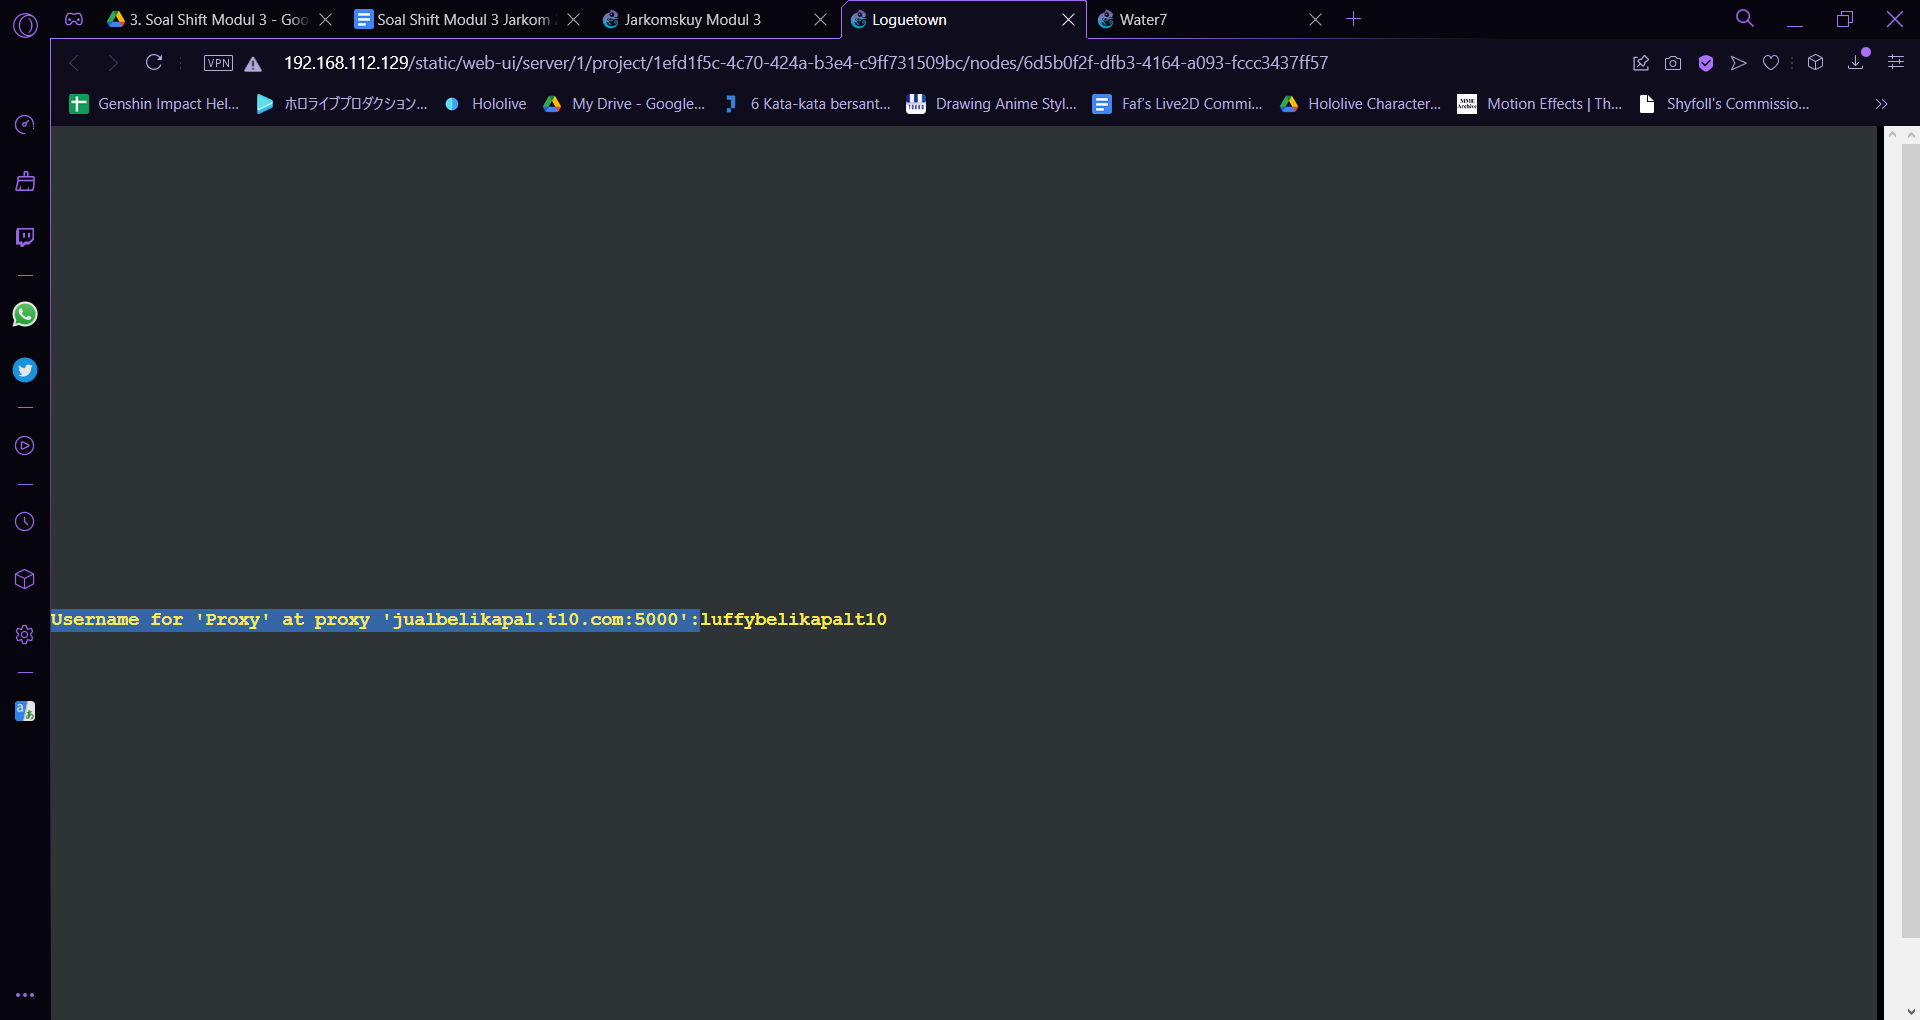 3. Soal Shift Modul 3 - Goo
Soal Shift Modul 3 Jarkom
Jarkomskuy Modul 3
Loguetown
Water7
VPN
192.168.112.129/static/web-ui/server/1/project/1efd1f5c-4c70-424a-b3e4-c9ff731509bc/nodes/6d5b0f2f-dfb3-4164-a093-fccc3437ff57
Genshin Impact Hel...
ホロライブプロダクション...
Hololive
My Drive - Google...
6 Kata-kata bersant...
Drawing Anime Styl...
Faf's Live2D Commi...
Hololive Character...
MME Archive
Motion Effects | Th...
Shyfoll's Commissio...
Username for 'Proxy' at proxy 'jualbelikapal.t10.com:5000':luffybelikapalt10